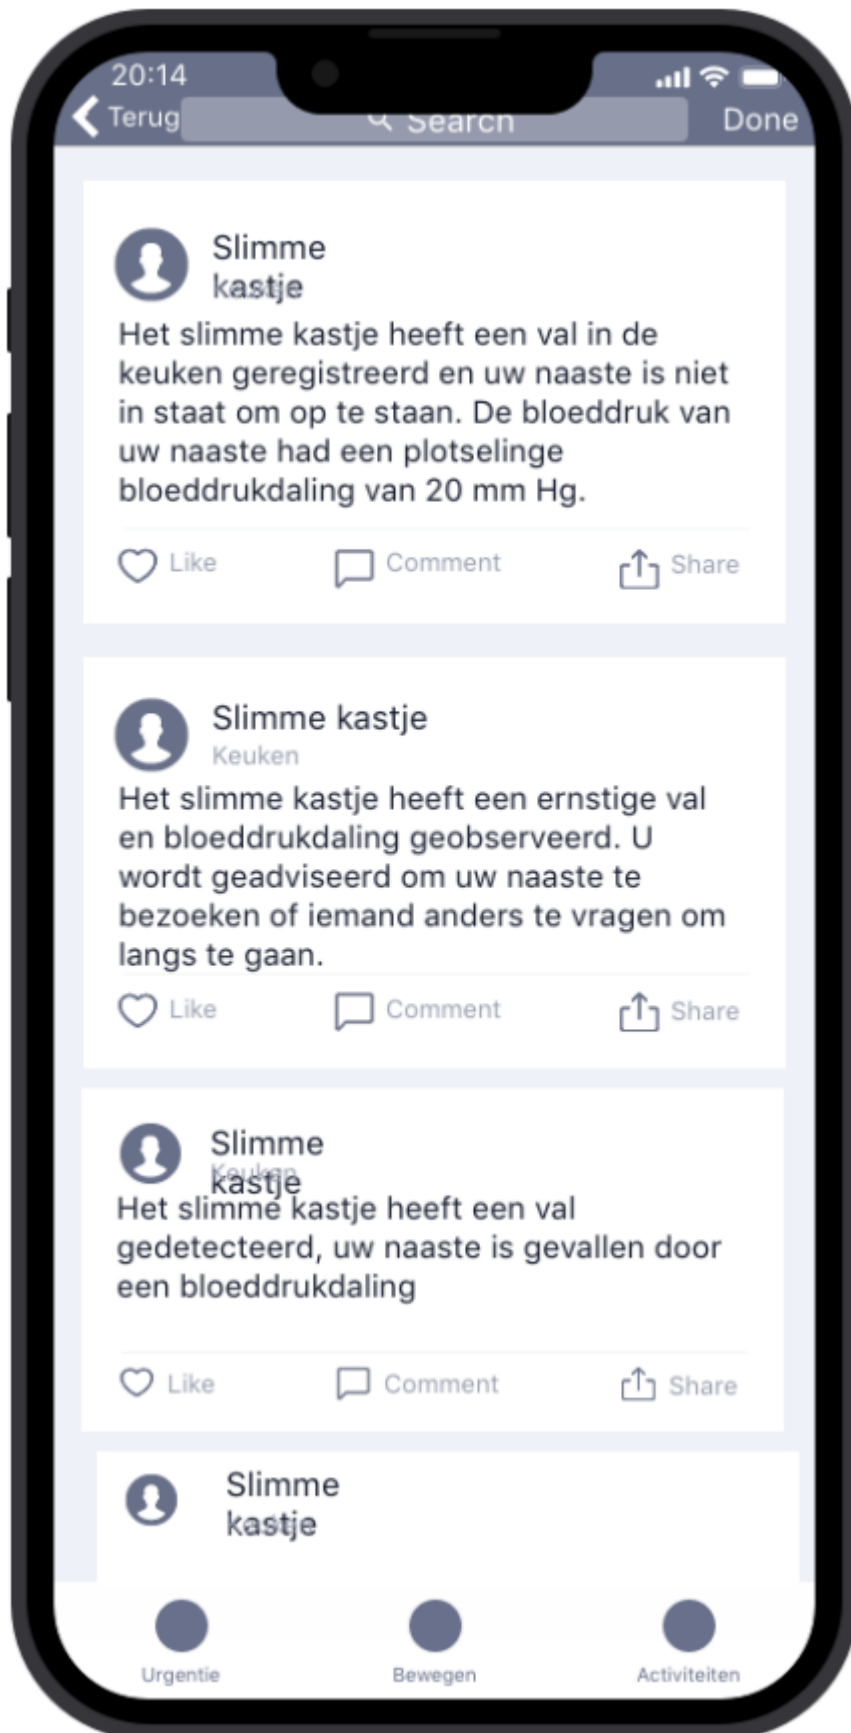 20:14
Terug
Search
Done
Slimme
kastje
Het slimme kastje heeft een val in de
keuken geregistreerd en uw naaste is niet
in staat om op te staan. De bloeddruk van
uw naaste had een plotselinge
bloeddrukdaling van 20 mm Hg.
Like
Comment
Share
Slimme kastje
Keuken
Het slimme kastje heeft een ernstige val
en bloeddrukdaling geobserveerd. U
wordt geadviseerd om uw naaste te
bezoeken of iemand anders te vragen om
langs te gaan.
Like
Comment
Share
Slimme
Keuken
kastje
Het slimme kastje heeft een val
gedetecteerd, uw naaste is gevallen door
een bloeddrukdaling
Like
Comment
Share
Slimme
kastje
Urgentie
Bewegen
Activiteiten